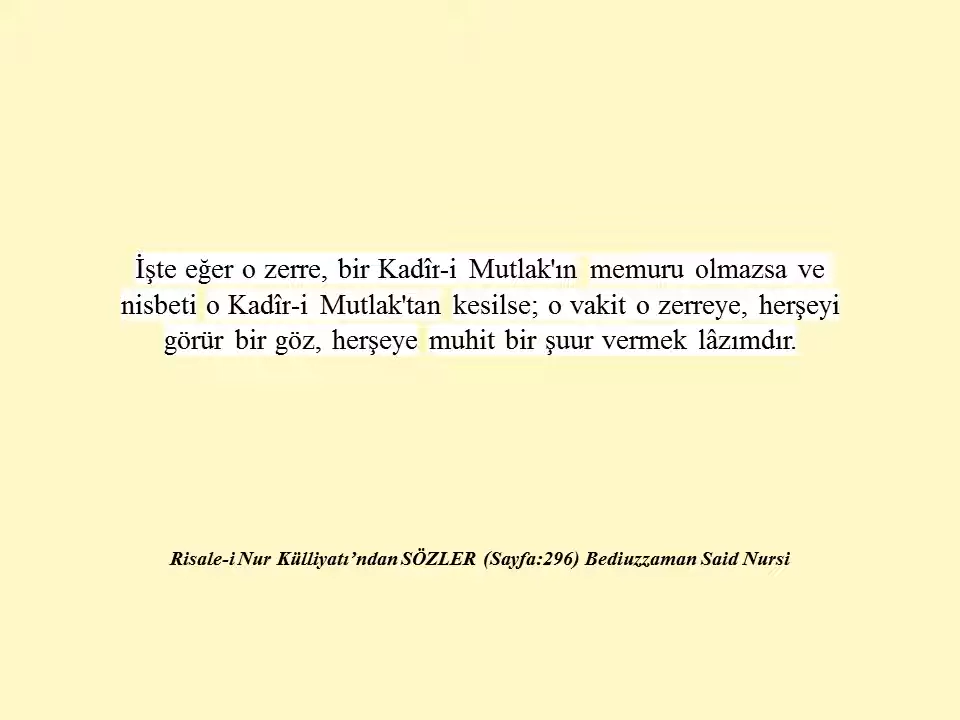 İşte eğer o zerre, bir Kadîr-i Mutlak'ın memuru olmazsa ve
nisbeti o Kadîr-i Mutlak'tan kesilse; o vakit o zerreye, herşeyi
görür bir göz, herşeye muhit bir şuur vermek lâzımdır.
Risale-i Nur Külliyatı’ndan SÖZLER (Sayfa:296) Bediuzzaman Said Nursi